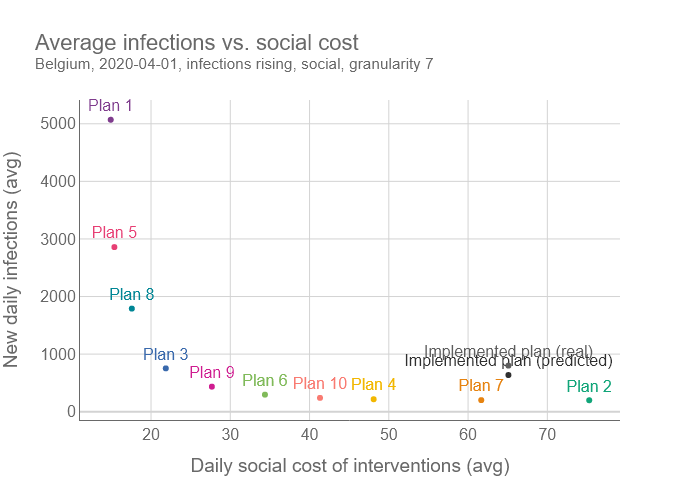 Average infections vs. social cost
Belgium, 2020-04-01, infections rising, social, granularity 7
New daily infections (avg)
5000
4000
3000
2000
1000
0
Plan 1
Plan 5
Plan 8
Plan 3
Plan 9
Plan 6
Plan 10
Plan 4
Implemented plan (real)
Implemented plan (predicted)
Plan 7
Plan 2
20 30 40 50 60 70
Daily social cost of interventions (avg)